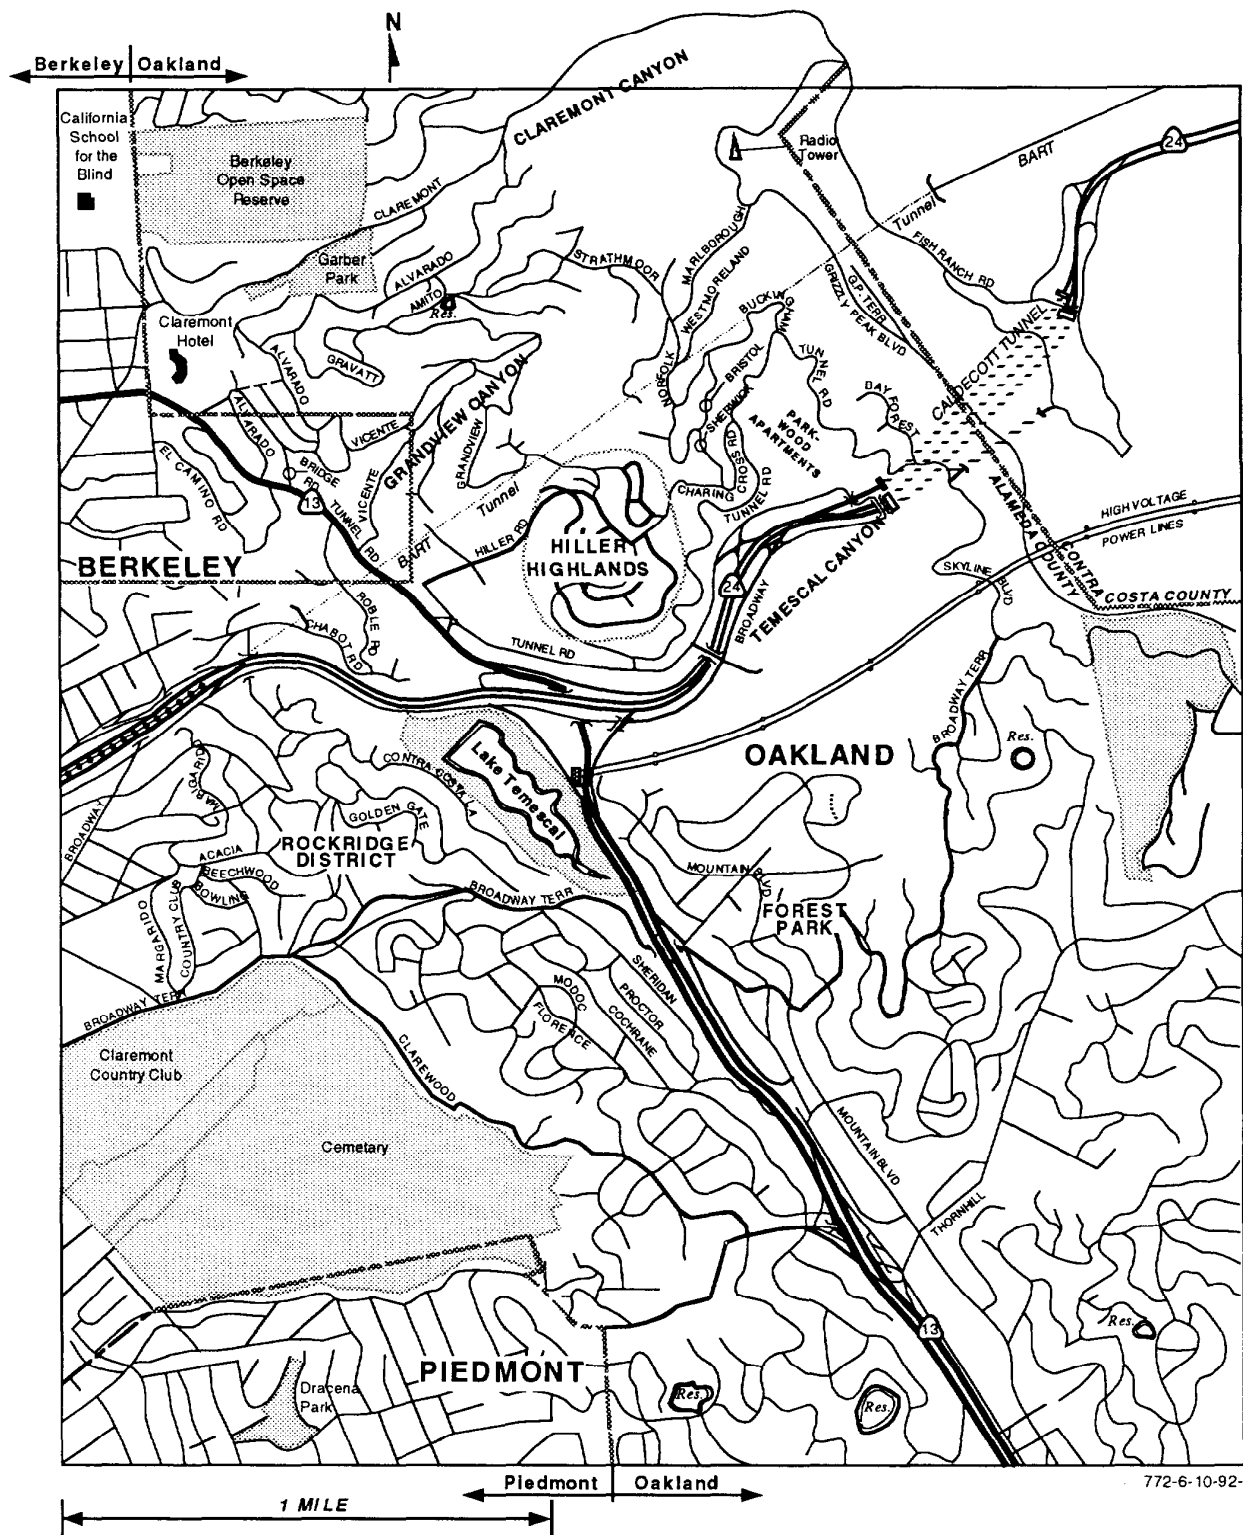 N
Berkeley Oakland
California
School
for the
Blind
Berkeley
Open Space
Reserve
CLAREMONT CANYON
Radio
Tower
BART
Tunnel
24
CLAREMONT
Garber
Park
ALVARADO
AMITO
Res.
STRATHMOOR
MARLBOROUGH
WESTMORELAND
NORFOLK
BUCKINGHAM
GRIZZLY PEAK BLVD
G.P. TERR
FISH RANCH RD
CALDECOTT TUNNEL
Claremont
Hotel
ALVARADO
GRAVATT
GRANDVIEW CANYON
BRISTOL
SHERWICK
TUNNEL RD
BAY FOREST
PARK-
WOOD
APARTMENTS
ALVARADO
VICENTE
GRANDVIEW
EL CAMINO RD
BRIDGE
RD
13
TUNNEL RD
VICENTE
Tunnel
BART
CHARING
CROSS RD
TUNNEL RD
HILLER RD
HILLER
HIGHLANDS
BERKELEY
ALAMEDA COUNTY
CONTRA
COSTA COUNTY
HIGH VOLTAGE
POWER LINES
SKYLINE BLVD
24
BROADWAY
TEMESCAL CANYON
ROBLE RD
CHABOT RD
TUNNEL RD
BROADWAY TERR
Res.
OAKLAND
Lake Temescal
CONTRA COSTA LA
GOLDEN GATE
MARGARIDO
BROADWAY
ROCKRIDGE
DISTRICT
ACACIA
BEECHWOOD
BOWLING
MARGARIDO
COUNTRY CLUB
BROADWAY TERR
MOUNTAIN BLVD
FOREST
PARK
BROADWAY TERR
SHERIDAN
PROCTOR
COCHRANE
MODOC
FLORENCE
CLAREWOOD
Claremont
Country Club
Cemetary
MOUNTAIN BLVD
THORNHILL
13
Res.
PIEDMONT
Dracena
Park
Res.
Res.
Piedmont Oakland
772-6-10-92-
1 MILE